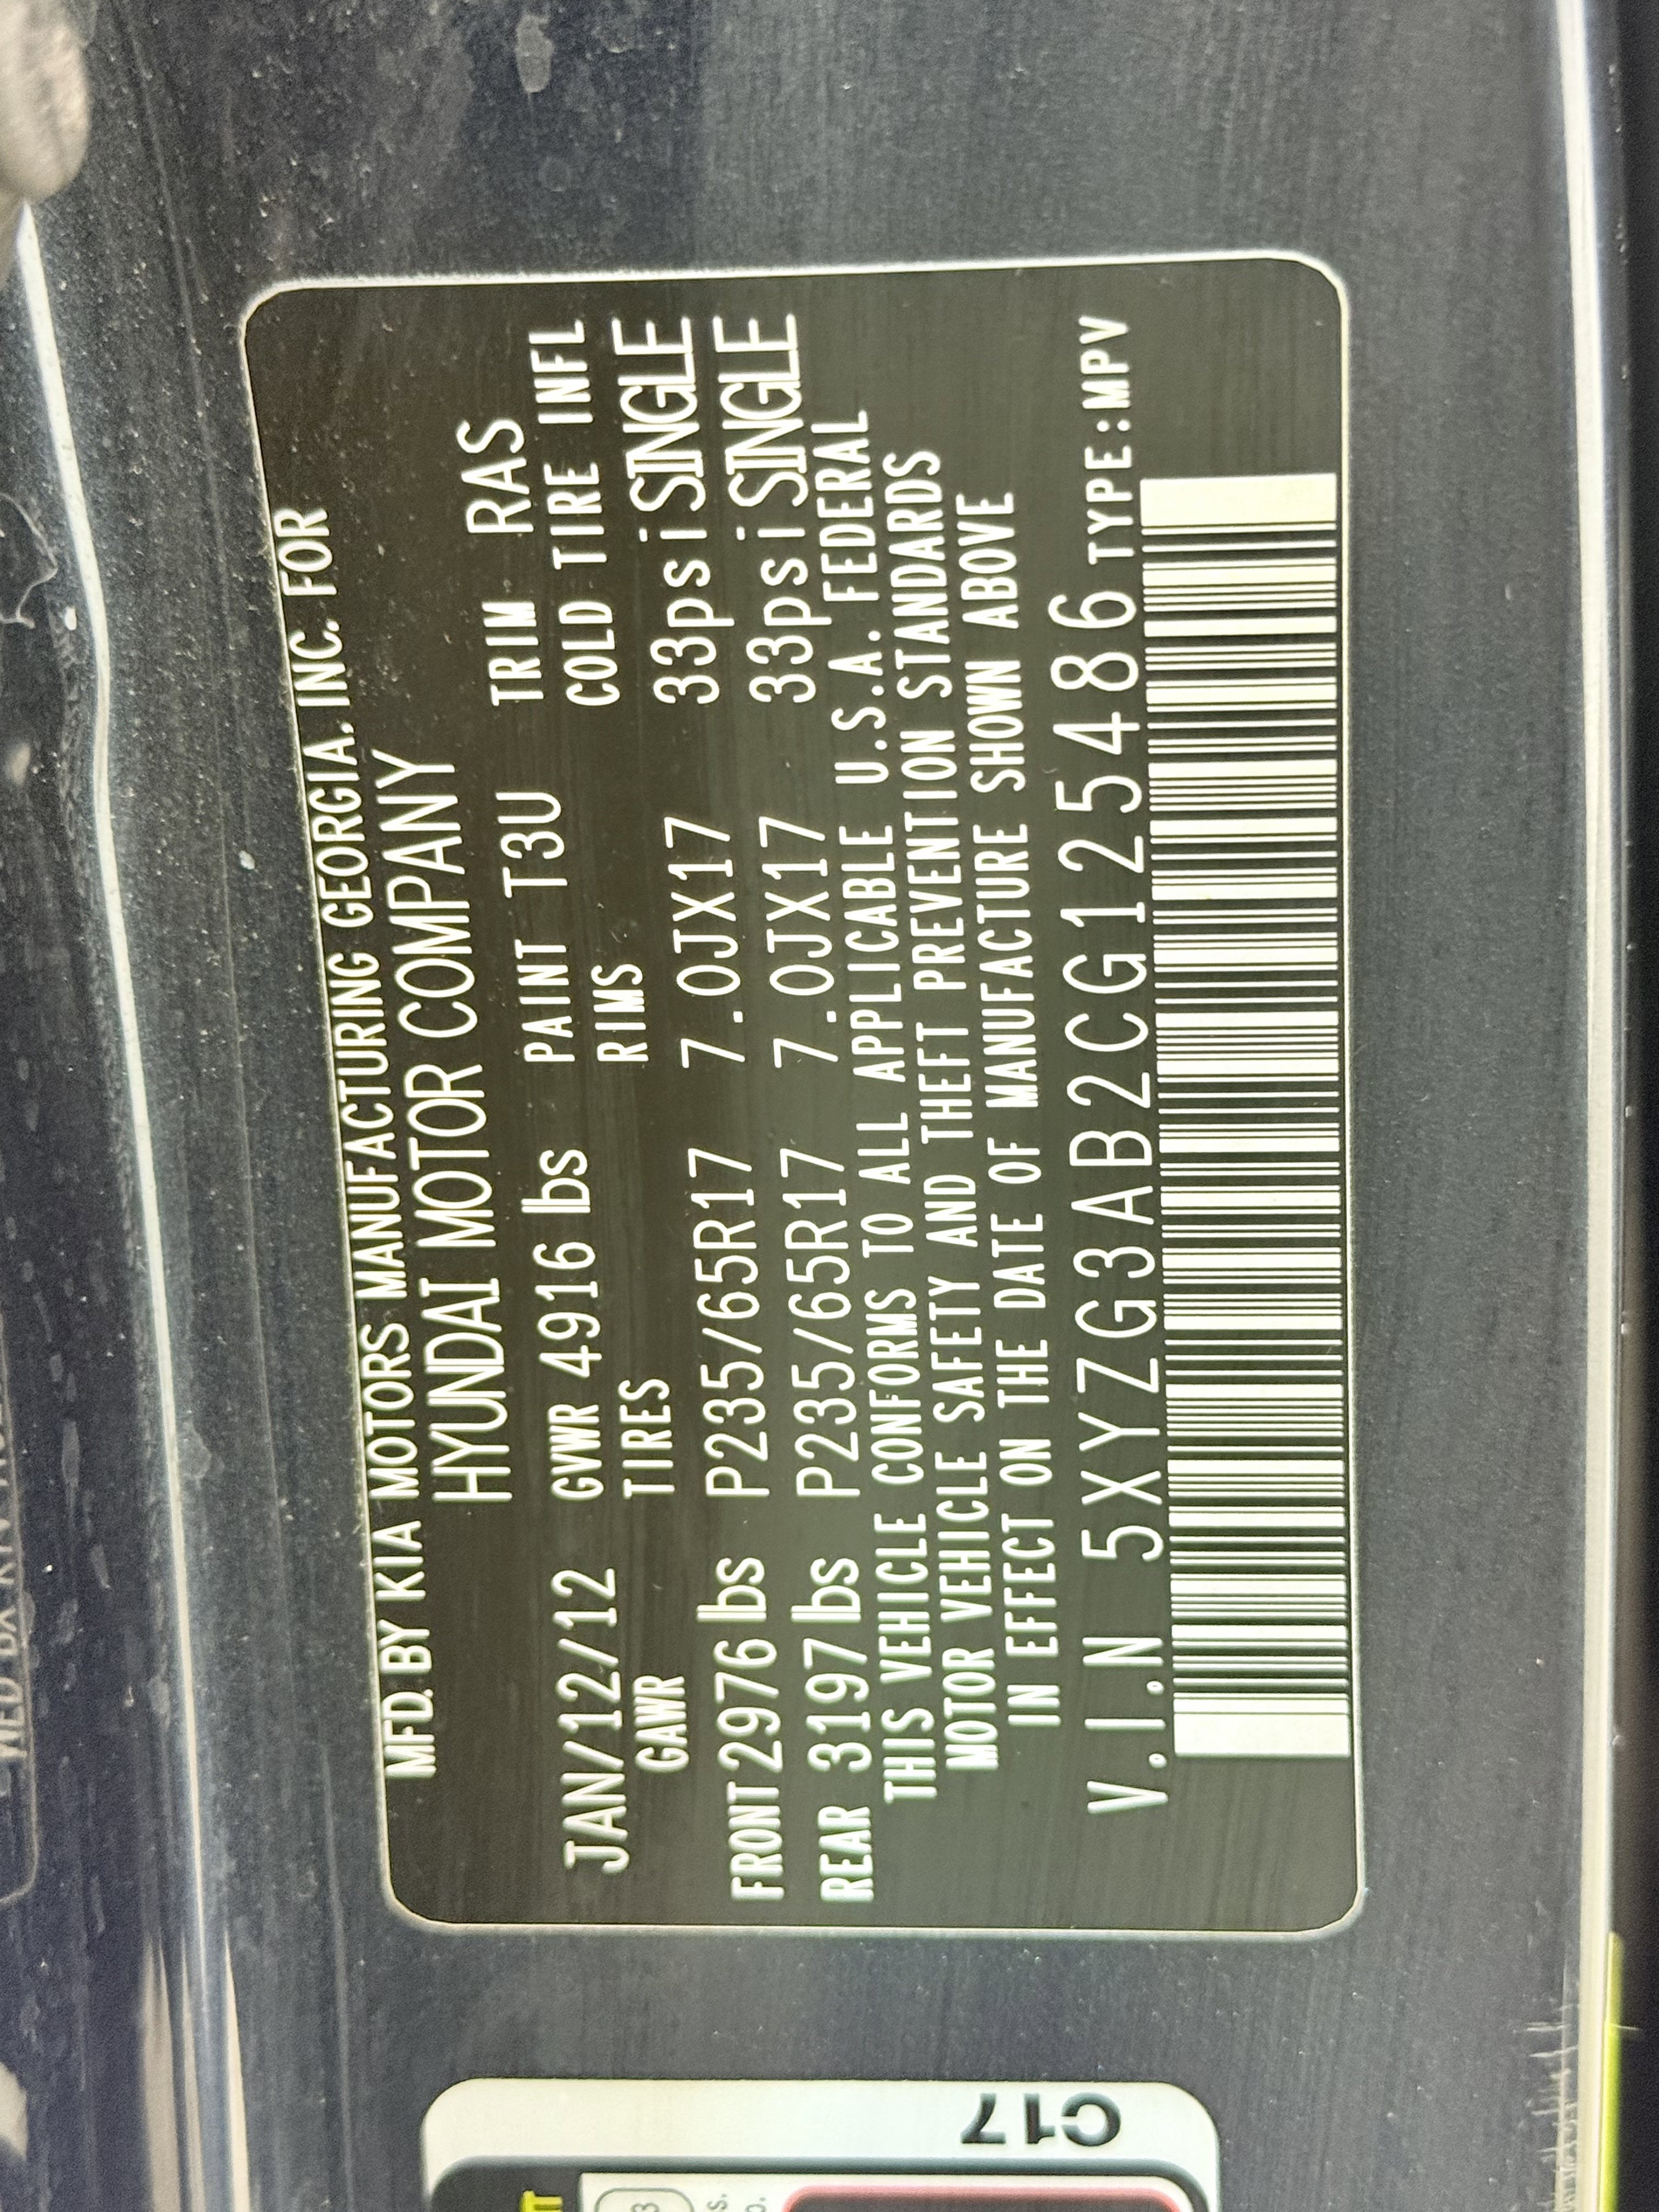 MFD. BY KIA MOTORS MANUFACTURING GEORGIA, INC. FOR
HYUNDAI MOTOR COMPANY
JAN/12/12 GVWR 4916 lbs PAINT T3U TRIM RAS
GAWR TIRES RIMS COLD TIRE INFL
FRONT 2976 lbs P235/65R17 7.0JX17 33psi SINGLE
REAR 3197 lbs P235/65R17 7.0JX17 33psi SINGLE
THIS VEHICLE CONFORMS TO ALL APPLICABLE U.S.A. FEDERAL
MOTOR VEHICLE SAFETY AND THEFT PREVENTION STANDARDS
IN EFFECT ON THE DATE OF MANUFACTURE SHOWN ABOVE
V.I.N 5XYZG3AB2CG125486 TYPE:MPV
C17